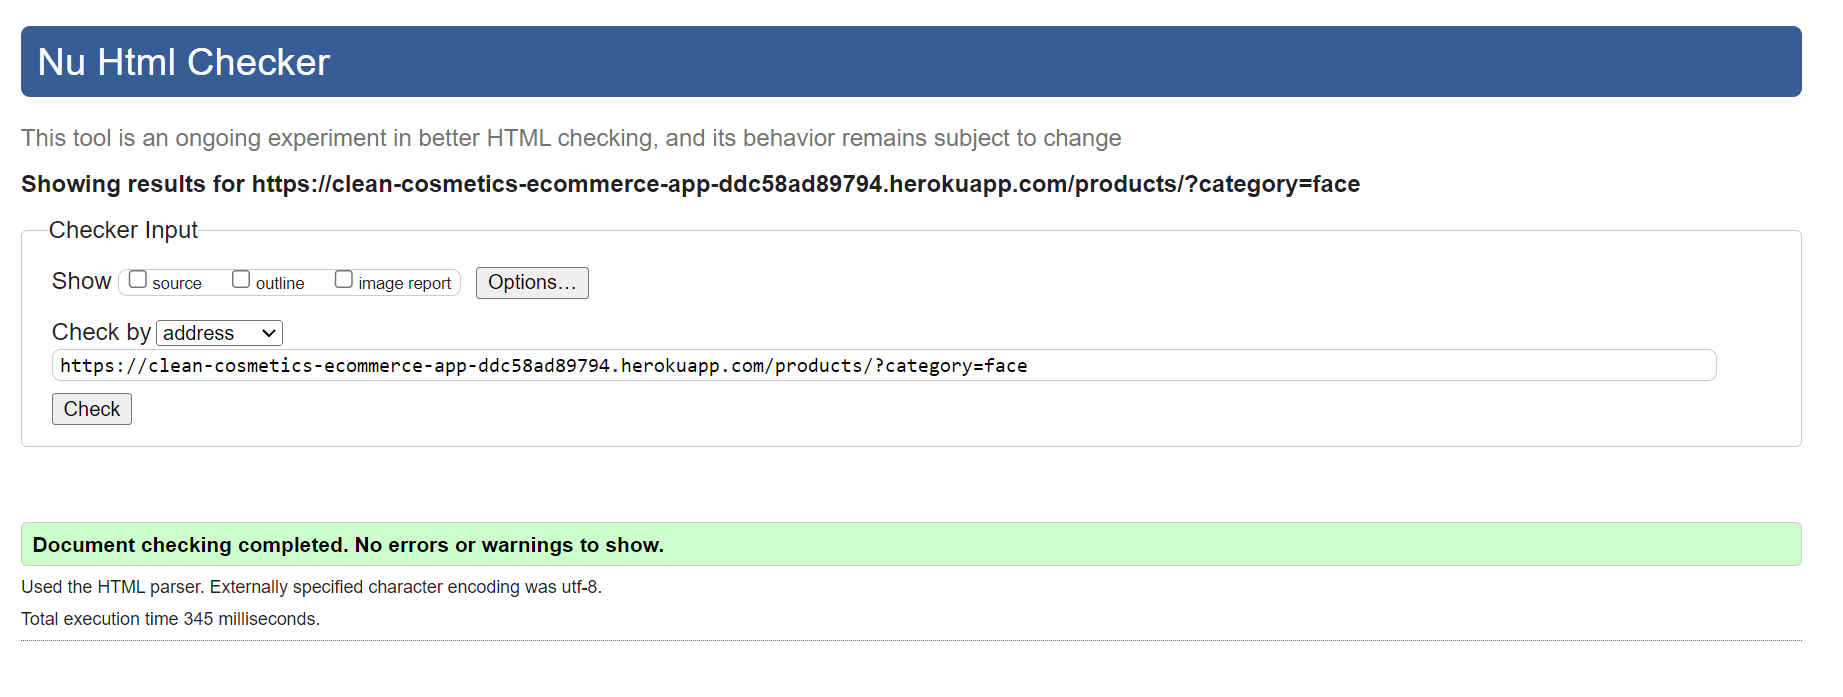 Nu Html Checker
This tool is an ongoing experiment in better HTML checking, and its behavior remains subject to change
Showing results for https://clean-cosmetics-ecommerce-app-ddc58ad89794.herokuapp.com/products/?category=face
Checker Input
Show source outline image report Options...
Check by address
https://clean-cosmetics-ecommerce-app-ddc58ad89794.herokuapp.com/products/?category=face
Check
Document checking completed. No errors or warnings to show.
Used the HTML parser. Externally specified character encoding was utf-8.
Total execution time 345 milliseconds.